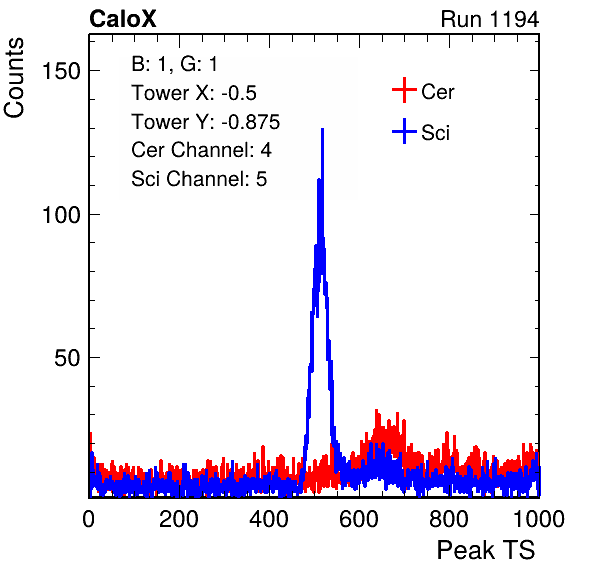 CaloX Run 1194
Counts
150
100
50
B: 1, G: 1
Tower X: -0.5
Tower Y: -0.875
Cer Channel: 4
Sci Channel: 5
Cer
Sci
0 200 400 600 800 1000
Peak TS